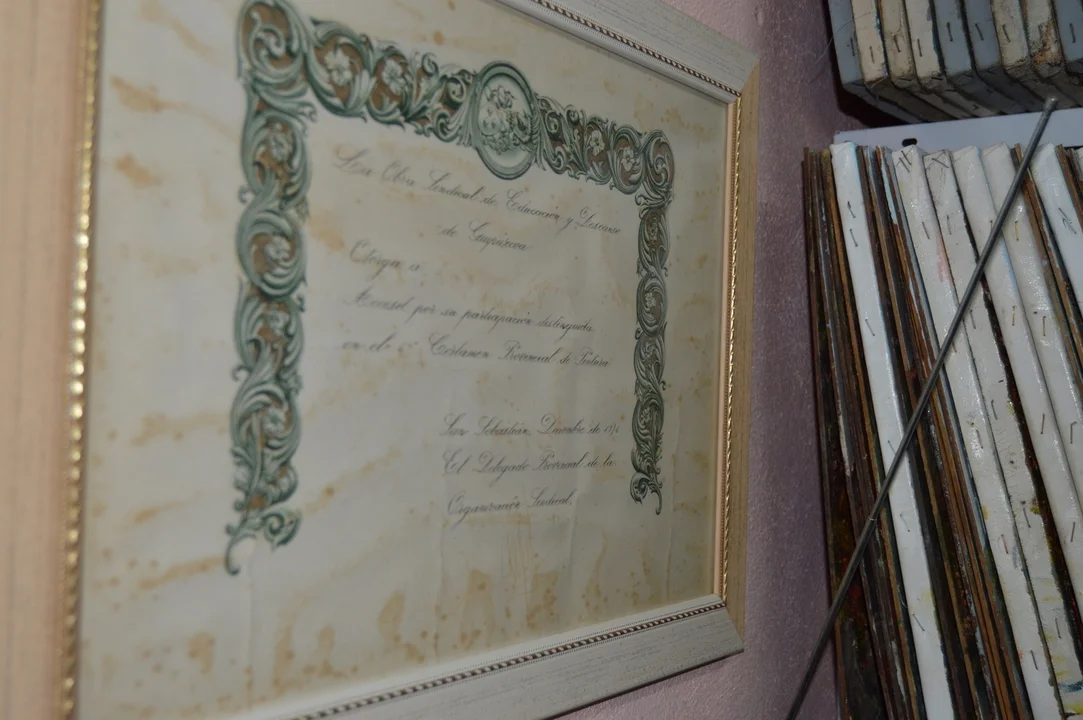 La Obra Sindical de Educación y Descanso
de Guipúzcoa
Otorga a
Accesit por su participación distinguida
en el Certamen Provincial de Pintura
San Sebastián, Diciembre de
El Delegado Provincial de la
Organización Sindical.